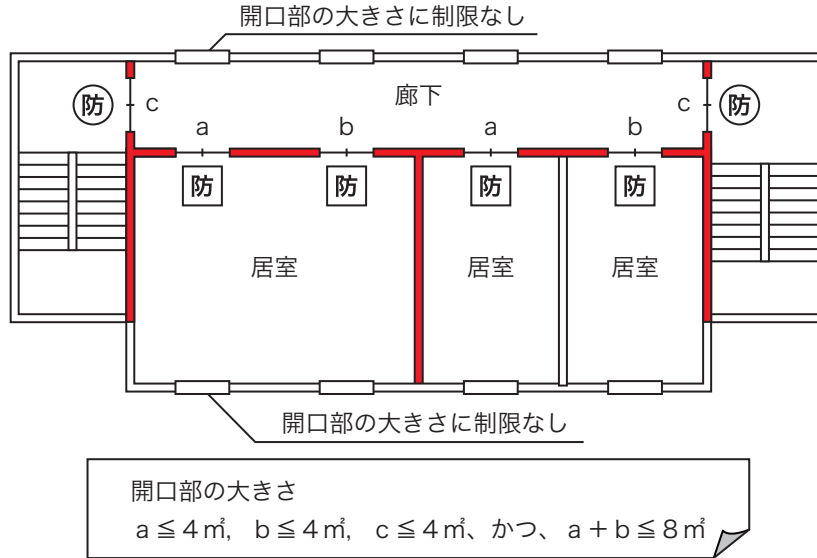 開口部の大きさに制限なし
廊下
防 c
c 防
a b a b
防 防 防 防
居室 居室 居室
開口部の大きさに制限なし
開口部の大きさ
a≦4㎡, b≦4㎡, c≦4㎡、かつ、a+b≦8㎡